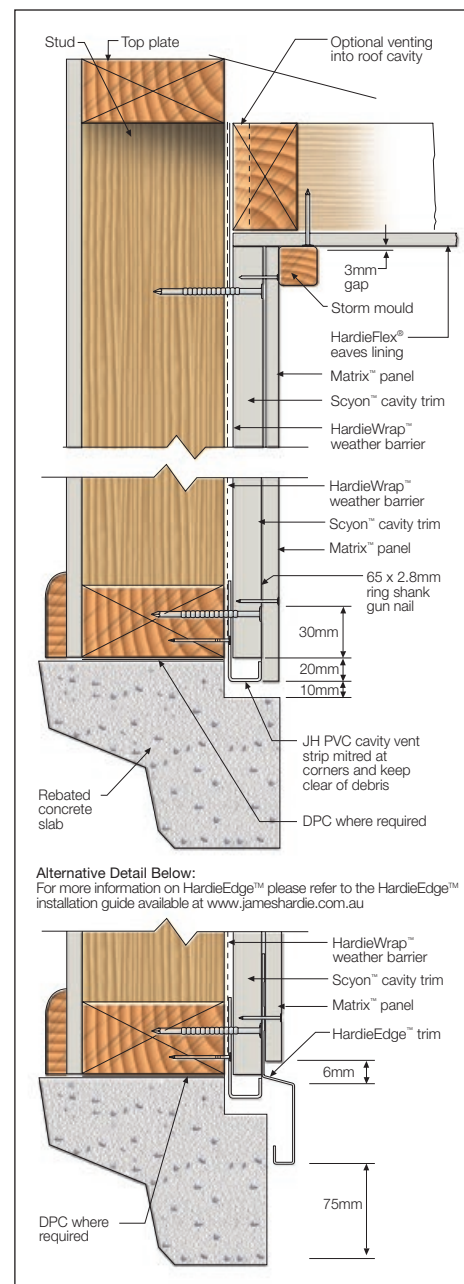 Stud
Top plate
Optional venting
into roof cavity
3mm
gap
Storm mould
HardieFlex®
eaves lining
Matrix™ panel
Scyon™ cavity trim
HardieWrap™
weather barrier
HardieWrap™
weather barrier
Scyon™ cavity trim
Matrix™ panel
65 x 2.8mm
ring shank
gun nail
30mm
20mm
10mm
JH PVC cavity vent
strip mitred at
corners and keep
clear of debris
Rebated
concrete
slab
DPC where required
Alternative Detail Below:
For more information on HardieEdge™ please refer to the HardieEdge™
installation guide available at www.jameshardie.com.au
HardieWrap™
weather barrier
Scyon™ cavity trim
Matrix™ panel
HardieEdge™ trim
6mm
75mm
DPC where
required